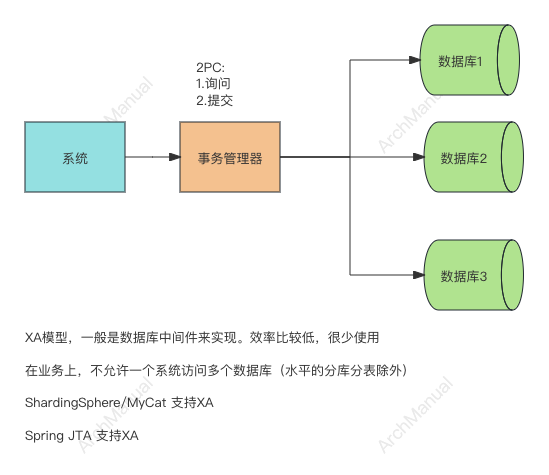 2PC:
1.询问
2.提交
系统
事务管理器
数据库1
数据库2
数据库3
XA模型，一般是数据库中间件来实现。效率比较低，很少使用
在业务上，不允许一个系统访问多个数据库（水平的分库分表除外）
ShardingSphere/MyCat 支持XA
Spring JTA 支持XA
ArchManual
ArchManual
ArchManual
ArchManual